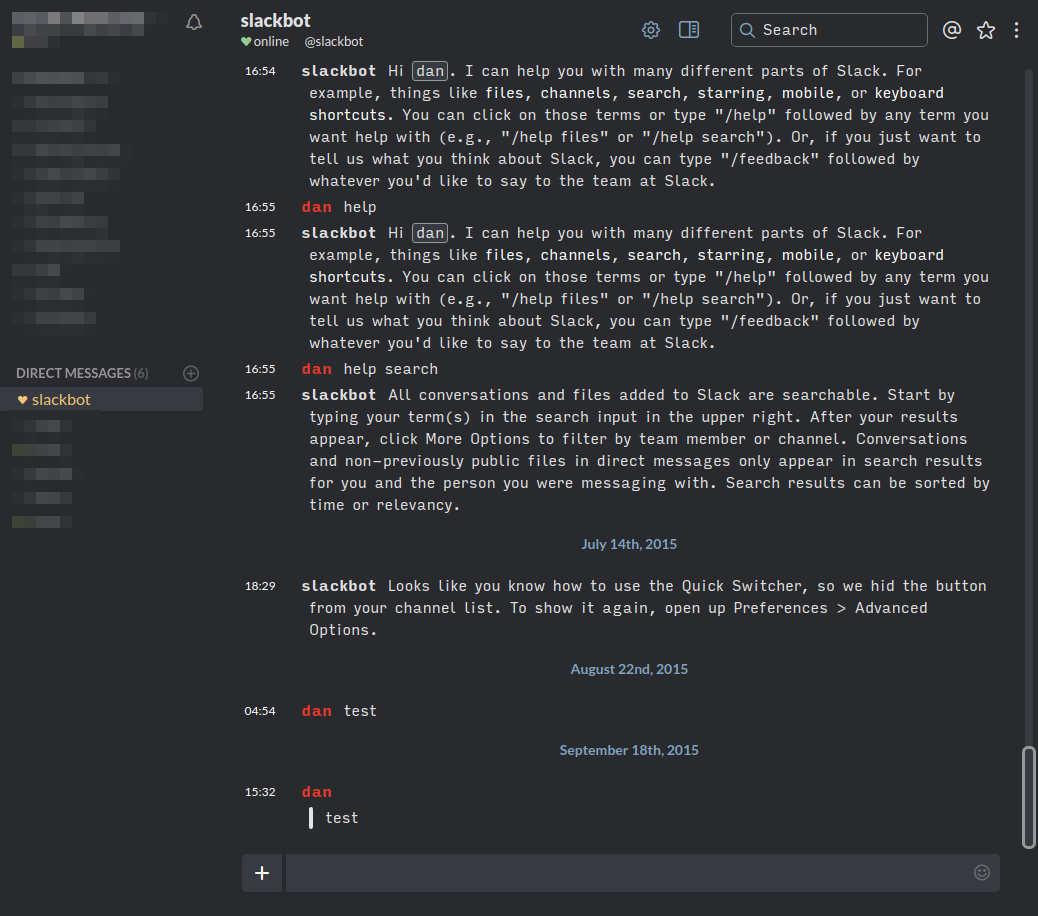 slackbot
online @slackbot
Search
DIRECT MESSAGES (6)
slackbot
16:54 slackbot Hi dan. I can help you with many different parts of Slack. For
example, things like files, channels, search, starring, mobile, or keyboard
shortcuts. You can click on those terms or type "/help" followed by any term you
want help with (e.g., "/help files" or "/help search"). Or, if you just want to
tell us what you think about Slack, you can type "/feedback" followed by
whatever you'd like to say to the team at Slack.
16:55 dan help
16:55 slackbot Hi dan. I can help you with many different parts of Slack. For
example, things like files, channels, search, starring, mobile, or keyboard
shortcuts. You can click on those terms or type "/help" followed by any term you
want help with (e.g., "/help files" or "/help search"). Or, if you just want to
tell us what you think about Slack, you can type "/feedback" followed by
whatever you'd like to say to the team at Slack.
16:55 dan help search
16:55 slackbot All conversations and files added to Slack are searchable. Start by
typing your term(s) in the search input in the upper right. After your results
appear, click More Options to filter by team member or channel. Conversations
and non-previously public files in direct messages only appear in search results
for you and the person you were messaging with. Search results can be sorted by
time or relevancy.
July 14th, 2015
18:29 slackbot Looks like you know how to use the Quick Switcher, so we hid the button
from your channel list. To show it again, open up Preferences > Advanced
Options.
August 22nd, 2015
04:54 dan test
September 18th, 2015
15:32 dan
test